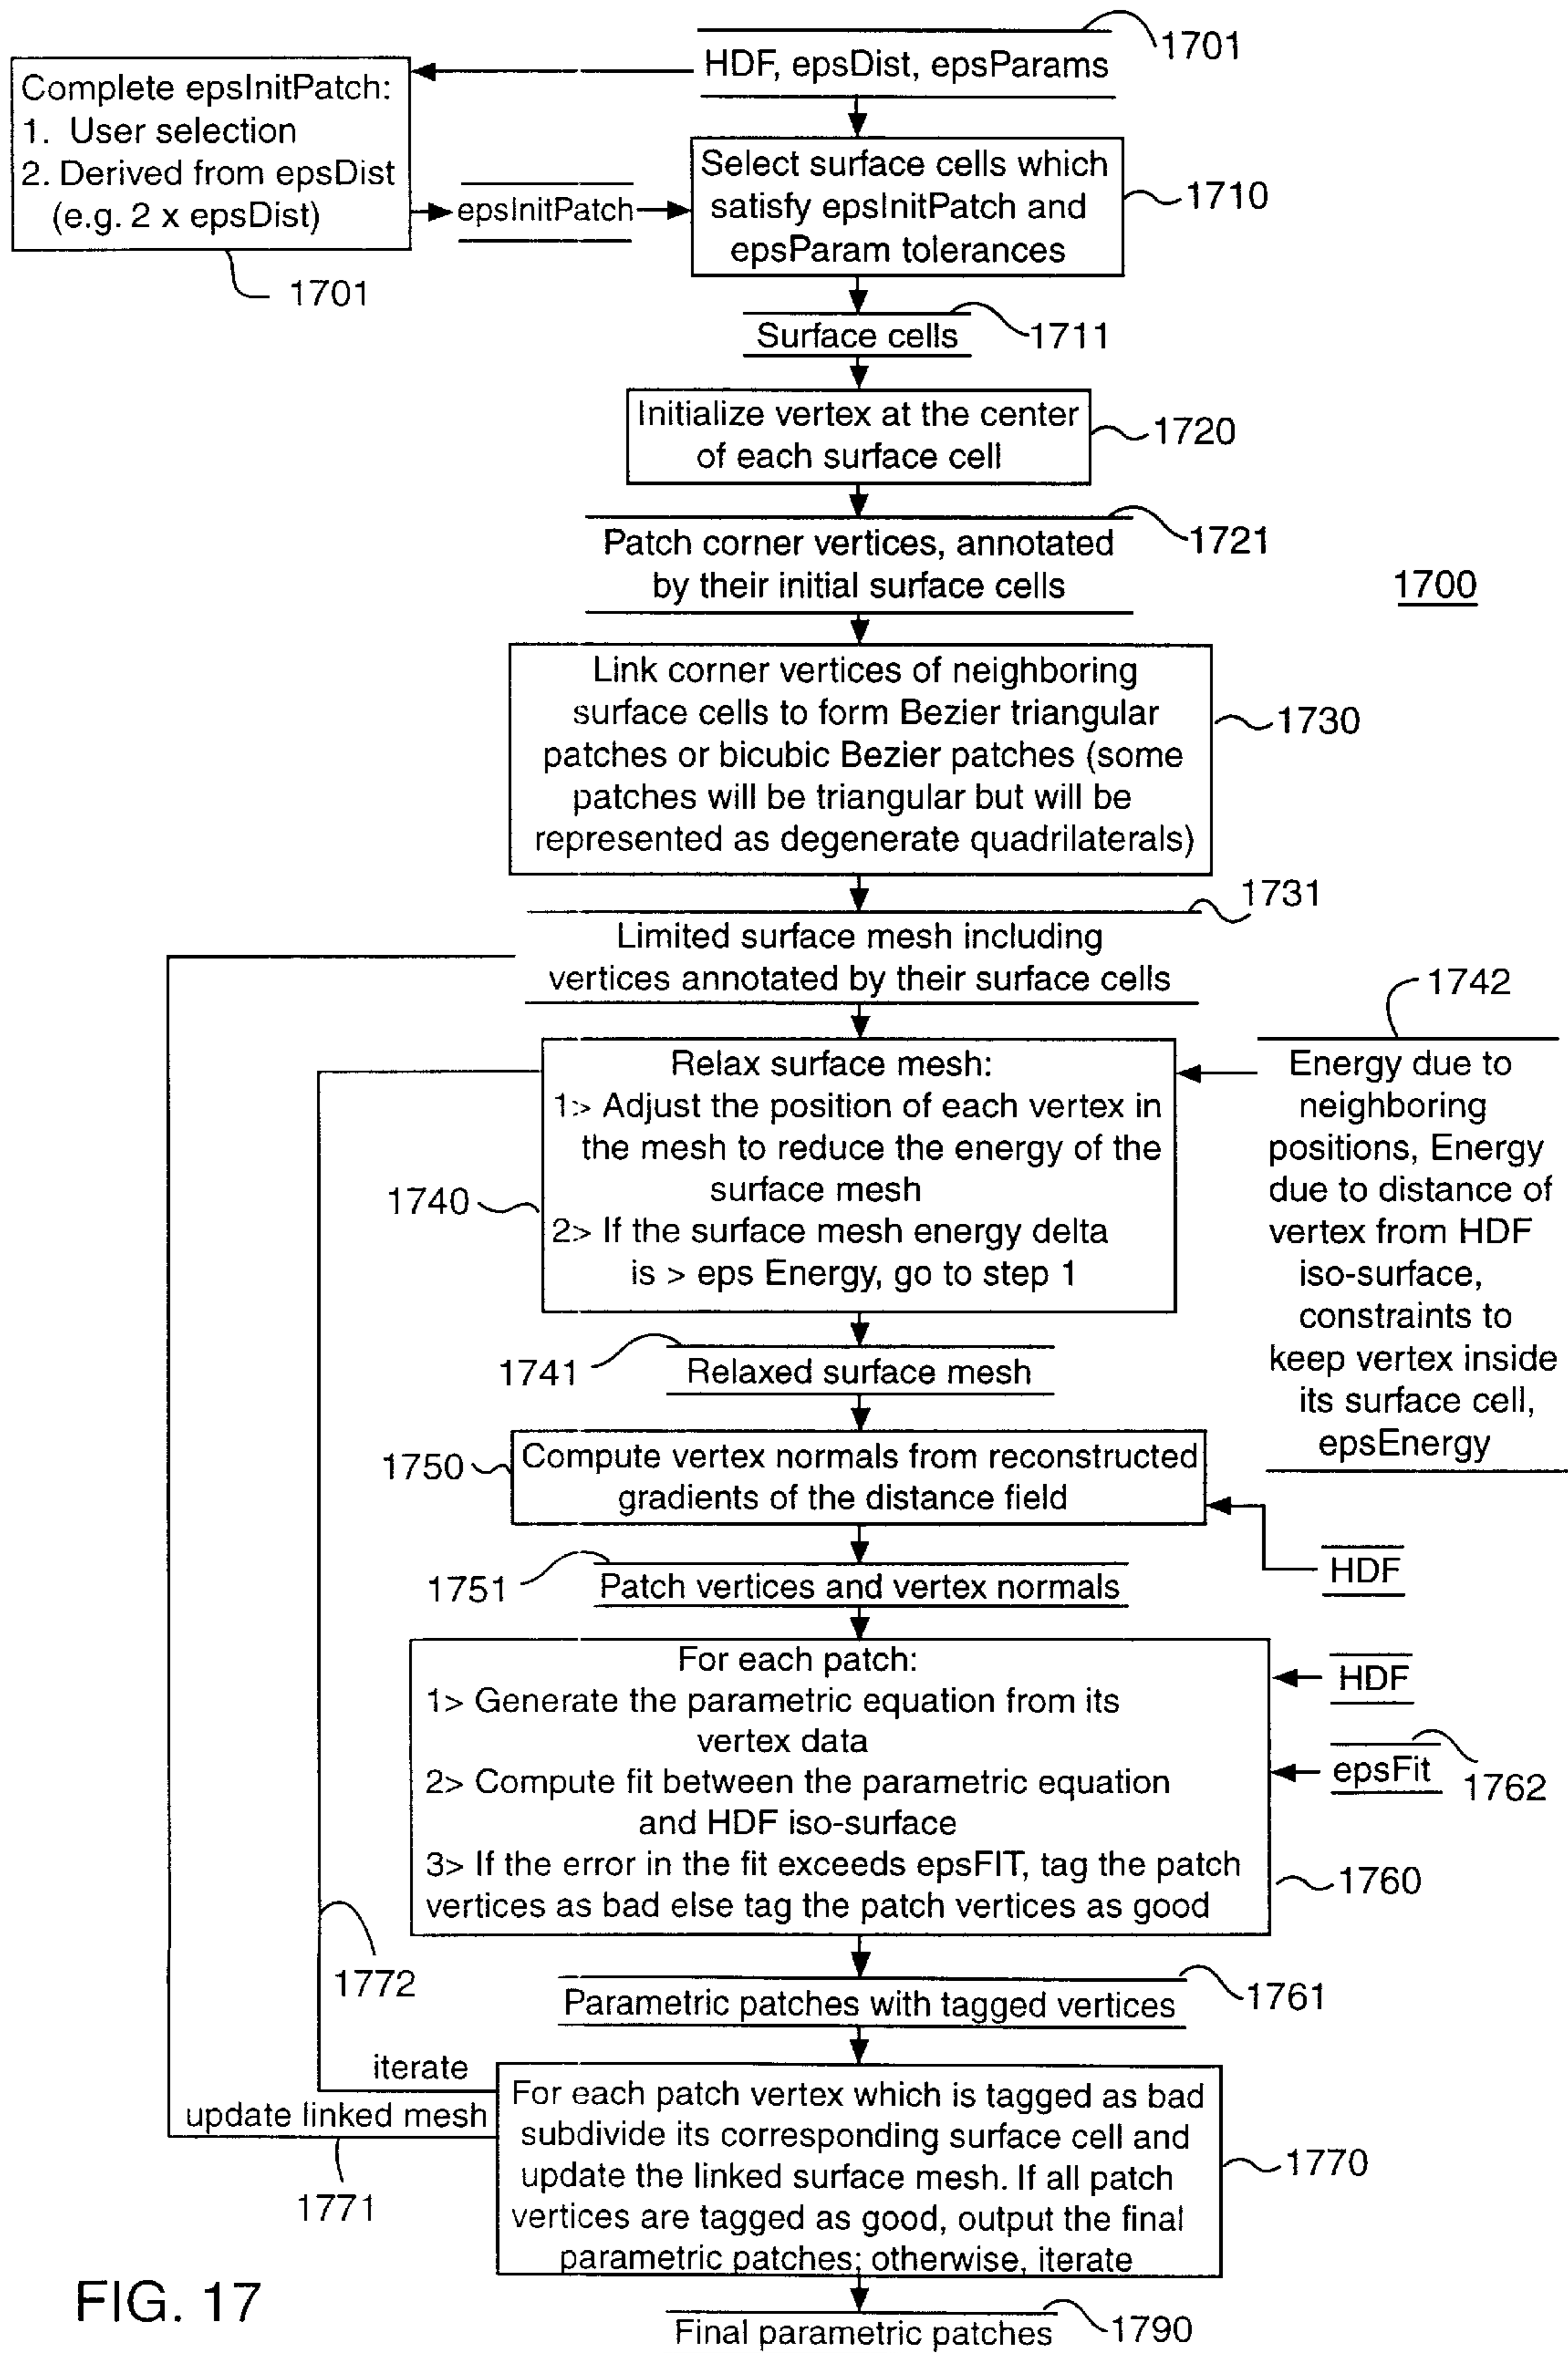 1701
HDF, epsDist, epsParams
Complete epsInitPatch:
1. User selection
2. Derived from epsDist
(e.g. 2 x epsDist)
1701
epsInitPatch
Select surface cells which
satisfy epsInitPatch and
epsParam tolerances
1710
Surface cells
1711
Initialize vertex at the center
of each surface cell
1720
Patch corner vertices, annotated
by their initial surface cells
1721
1700
Link corner vertices of neighboring
surface cells to form Bezier triangular
patches or bicubic Bezier patches (some
patches will be triangular but will be
represented as degenerate quadrilaterals)
1730
1731
Limited surface mesh including
vertices annotated by their surface cells
1742
Energy due to
neighboring
positions, Energy
due to distance of
vertex from HDF
iso-surface,
constraints to
keep vertex inside
its surface cell,
epsEnergy
Relax surface mesh:
1> Adjust the position of each vertex in
the mesh to reduce the energy of the
surface mesh
2> If the surface mesh energy delta
is > eps Energy, go to step 1
1740
1741
Relaxed surface mesh
1750
Compute vertex normals from reconstructed
gradients of the distance field
HDF
1751
Patch vertices and vertex normals
For each patch:
1> Generate the parametric equation from its
vertex data
2> Compute fit between the parametric equation
and HDF iso-surface
3> If the error in the fit exceeds epsFIT, tag the patch
vertices as bad else tag the patch vertices as good
HDF
epsFit
1762
1760
1772
Parametric patches with tagged vertices
1761
iterate
update linked mesh
1771
For each patch vertex which is tagged as bad
subdivide its corresponding surface cell and
update the linked surface mesh. If all patch
vertices are tagged as good, output the final
parametric patches; otherwise, iterate
1770
FIG. 17
Final parametric patches
1790